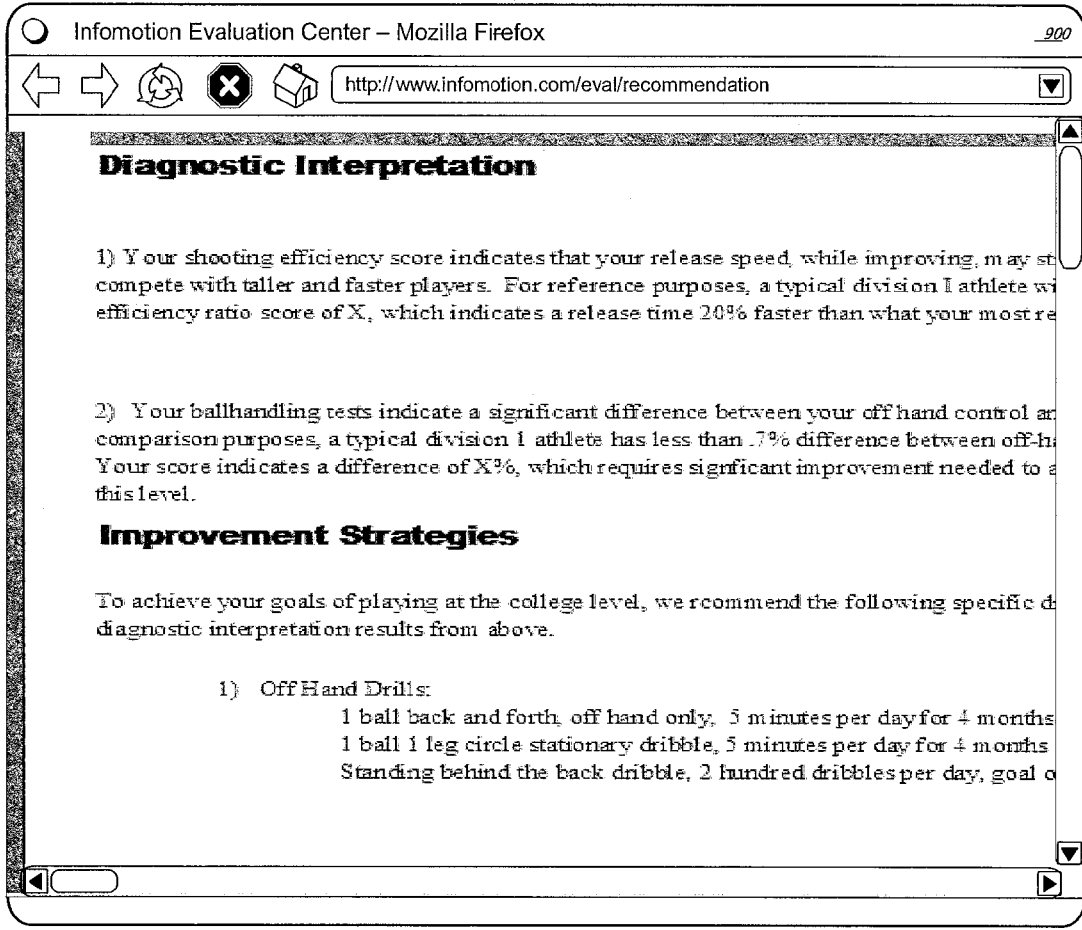 Infomotion Evaluation Center – Mozilla Firefox
900
http://www.infomotion.com/eval/recommendation
Diagnostic Interpretation
1) Your shooting efficiency score indicates that your release speed, while improving, may st
compete with taller and faster players. For reference purposes, a typical division I athlete wi
efficiency ratio score of X, which indicates a release time 20% faster than what your most re
2) Your ballhandling tests indicate a significant difference between your off hand control an
comparison purposes, a typical division I athlete has less than .7% difference between off-ha
Your score indicates a difference of X%, which requires signficant improvement needed to a
this level.
Improvement Strategies
To achieve your goals of playing at the college level, we rcommend the following specific d
diagnostic interpretation results from above.
1) Off Hand Drills:
1 ball back and forth, off hand only, 5 minutes per day for 4 months
1 ball 1 leg circle stationary dribble, 5 minutes per day for 4 months
Standing behind the back dribble, 2 hundred dribbles per day, goal o